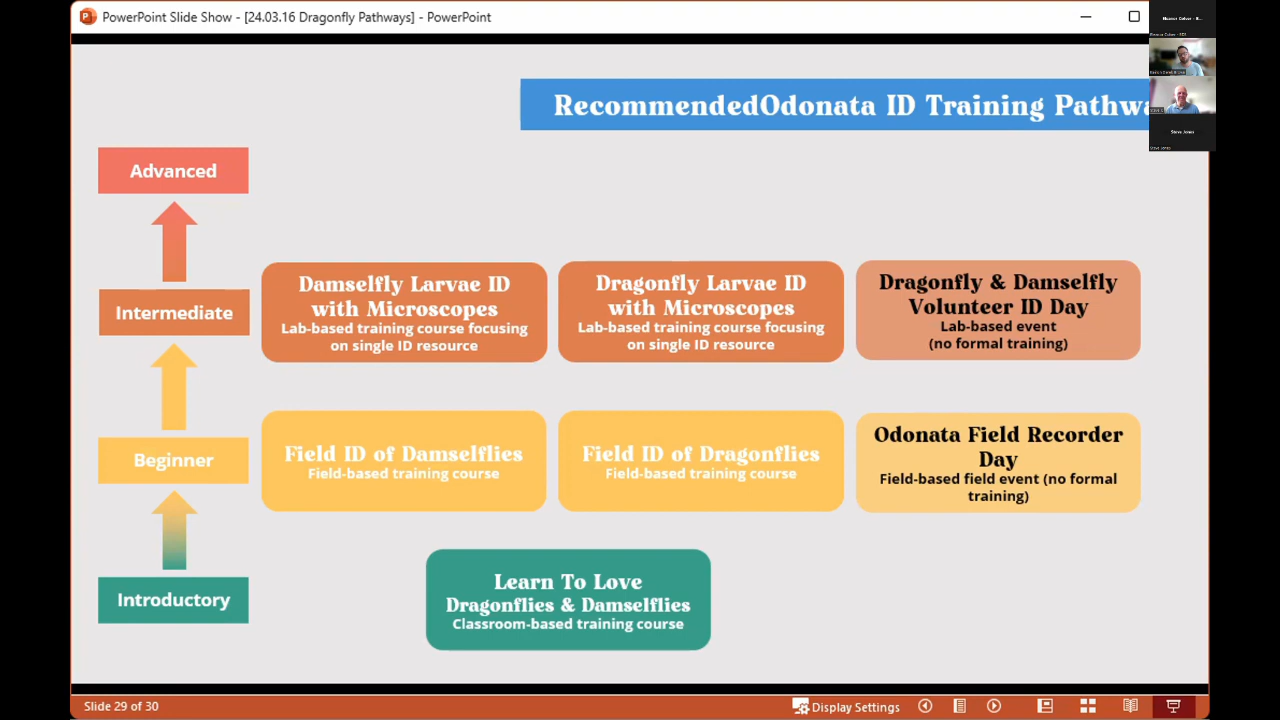 PowerPoint Slide Show - [24.03.16 Dragonfly Pathways] - PowerPoint
RecommendedOdonata ID Training Pathwa
Advanced
Intermediate
Damselfly Larvae ID
with Microscopes
Lab-based training course focusing
on single ID resource
Dragonfly Larvae ID
with Microscopes
Lab-based training course focusing
on single ID resource
Dragonfly & Damselfly
Volunteer ID Day
Lab-based event
(no formal training)
Beginner
Field ID of Damselflies
Field-based training course
Field ID of Dragonflies
Field-based training course
Odonata Field Recorder
Day
Field-based field event (no formal
training)
Introductory
Learn To Love
Dragonflies & Damselflies
Classroom-based training course
Steve Jones
Steve Jones
Slide 29 of 30
Display Settings